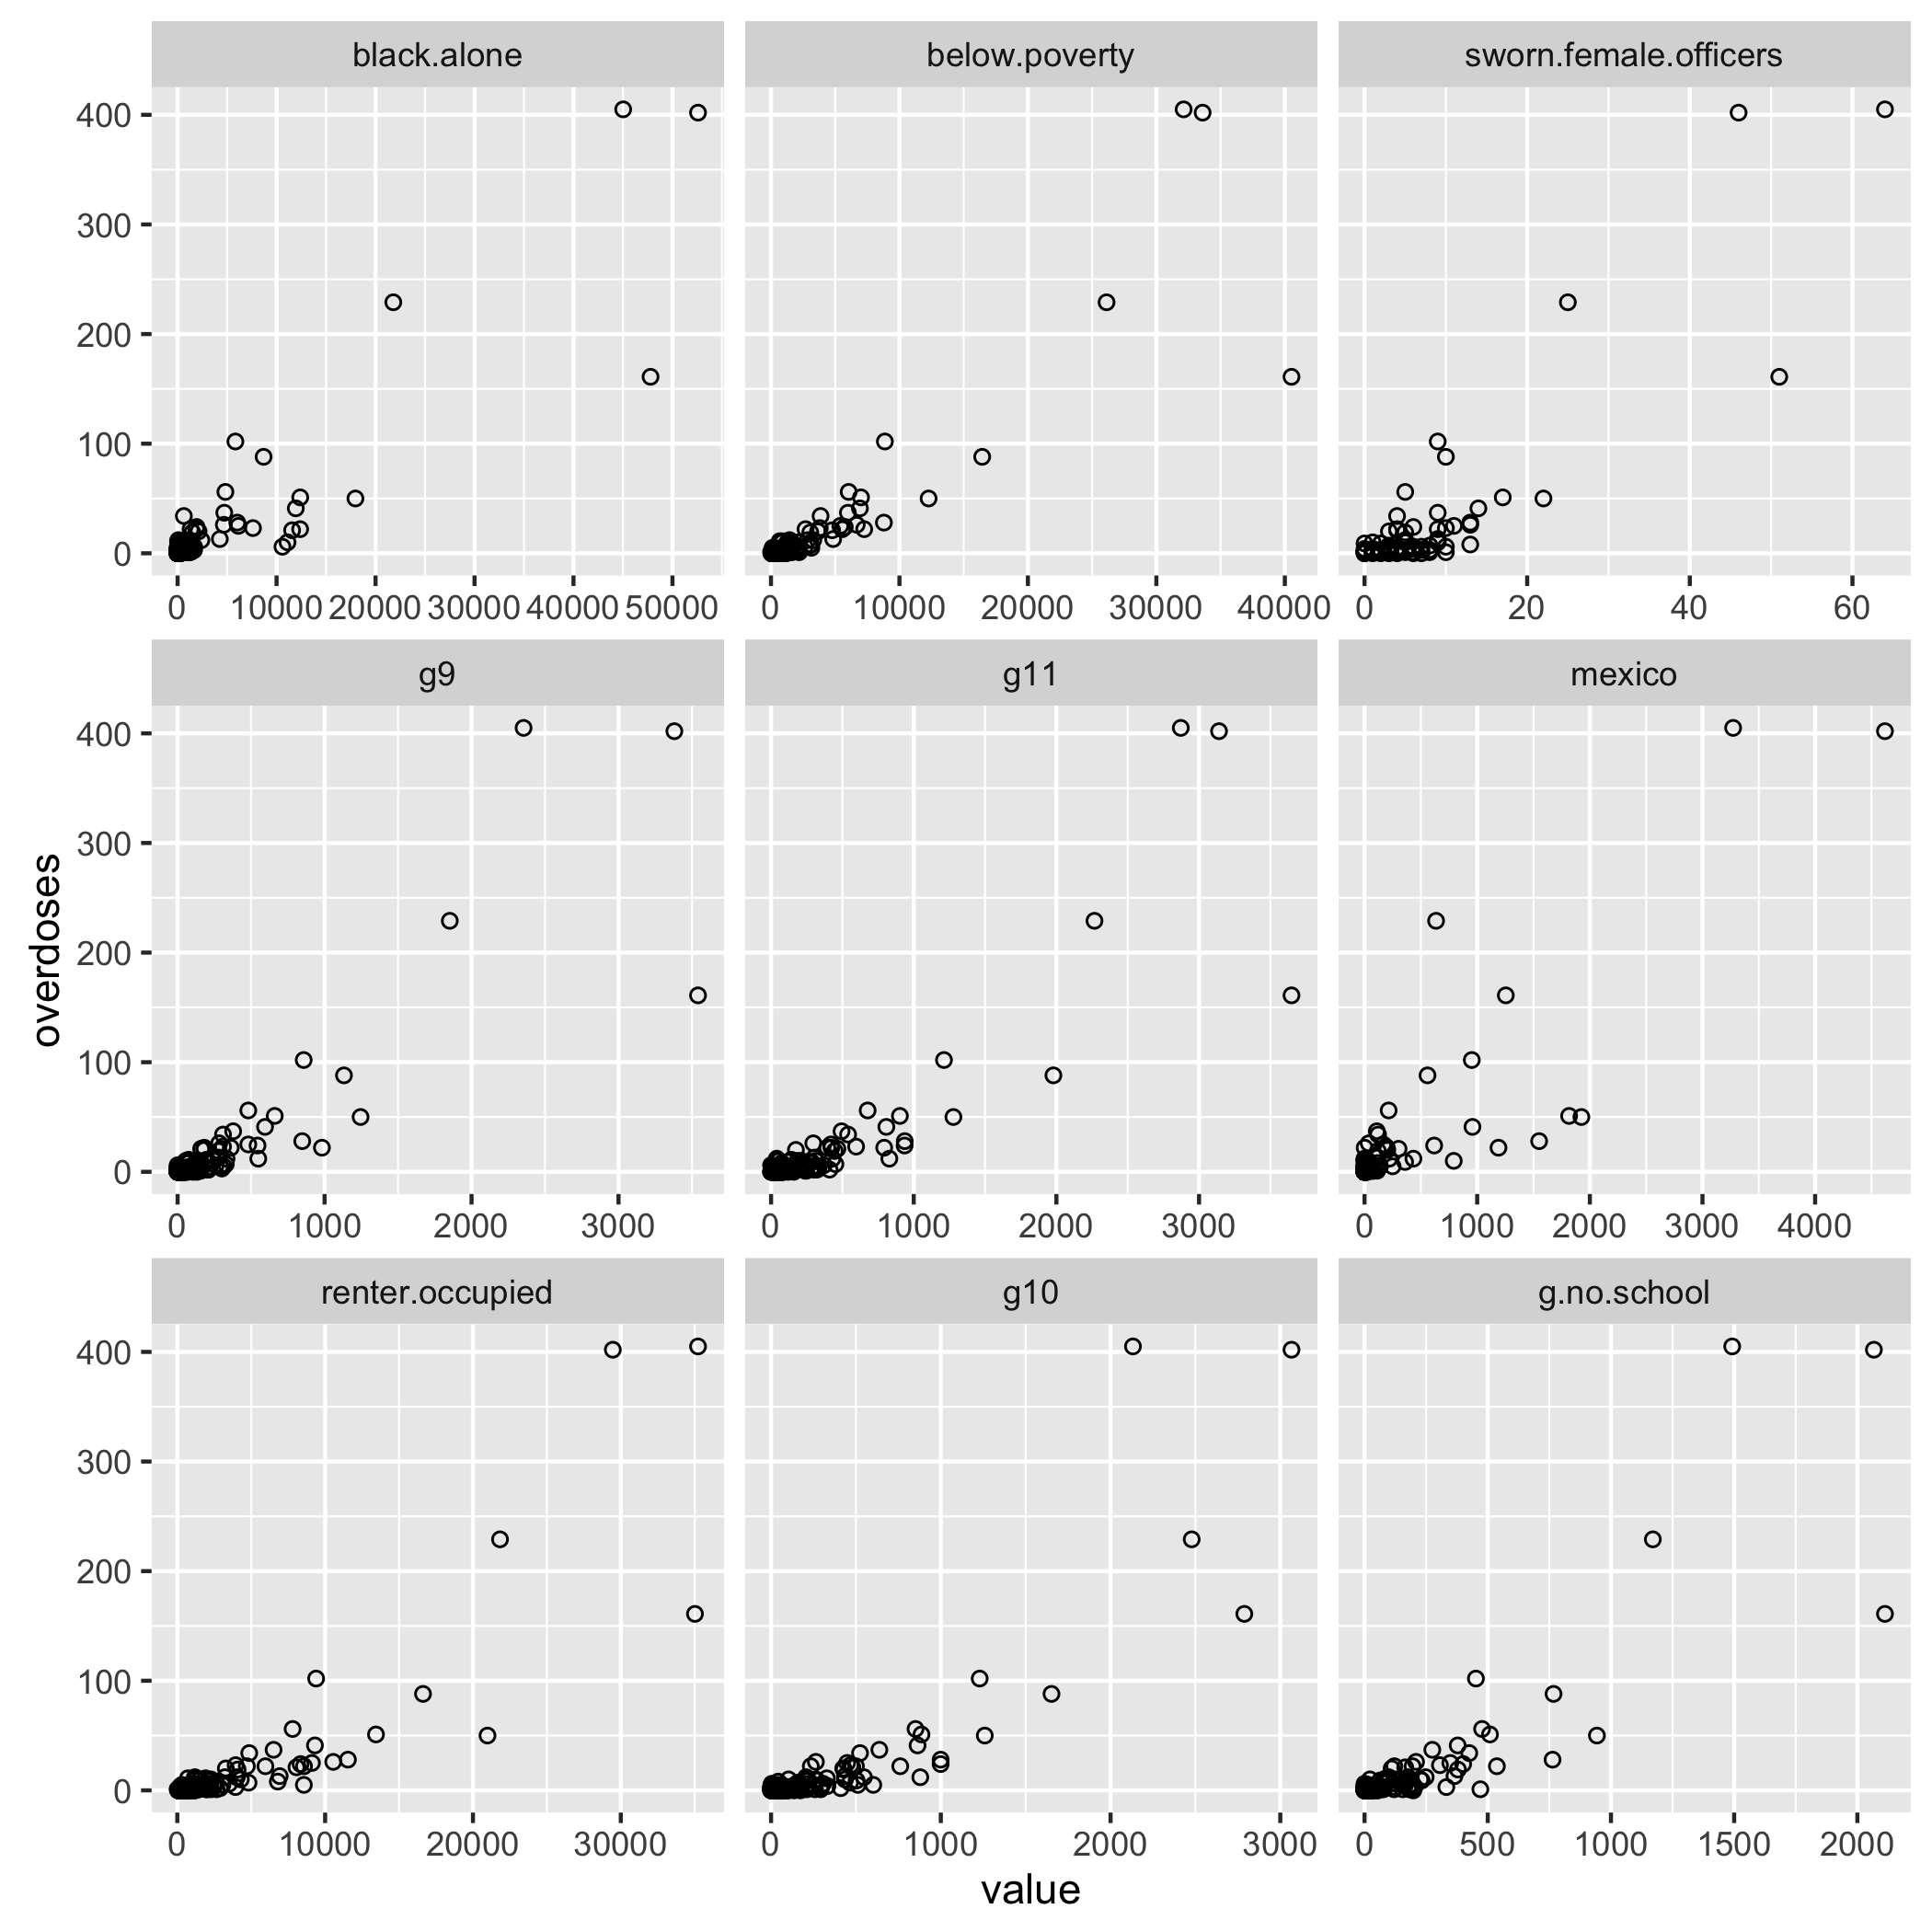 black.alone below.poverty sworn.female.officers
400
300
200
100
0
0 10000 20000 30000 40000 50000 0 10000 20000 30000 40000 0 20 40 60
g9 g11 mexico
400
300
200
100
0
0 1000 2000 3000 0 1000 2000 3000 0 1000 2000 3000 4000
overdoses
renter.occupied g10 g.no.school
400
300
200
100
0
0 10000 20000 30000 0 1000 2000 3000 0 500 1000 1500 2000
value